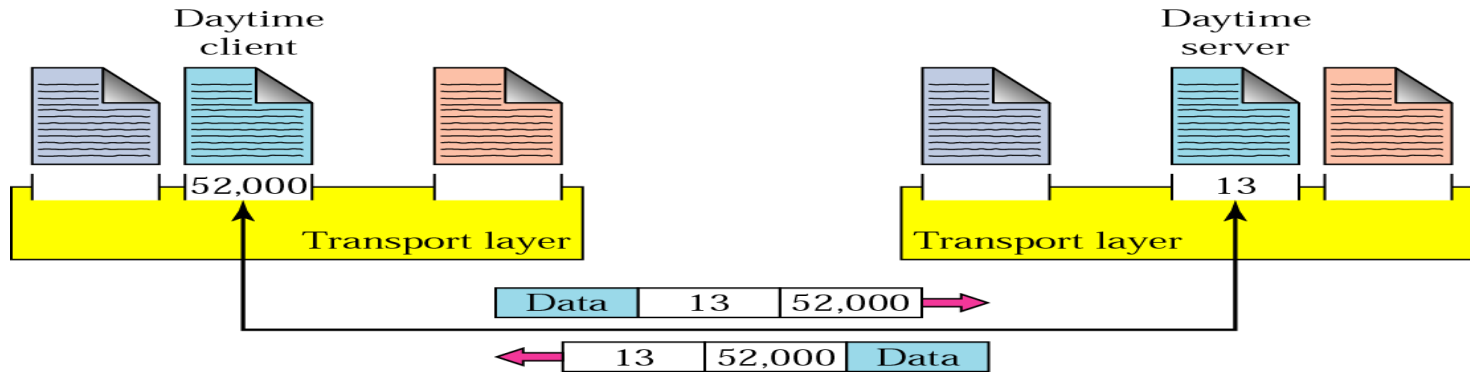 Daytime
client
Daytime
server
52,000
13
Transport layer
Transport layer
Data 13 52,000
13 52,000 Data